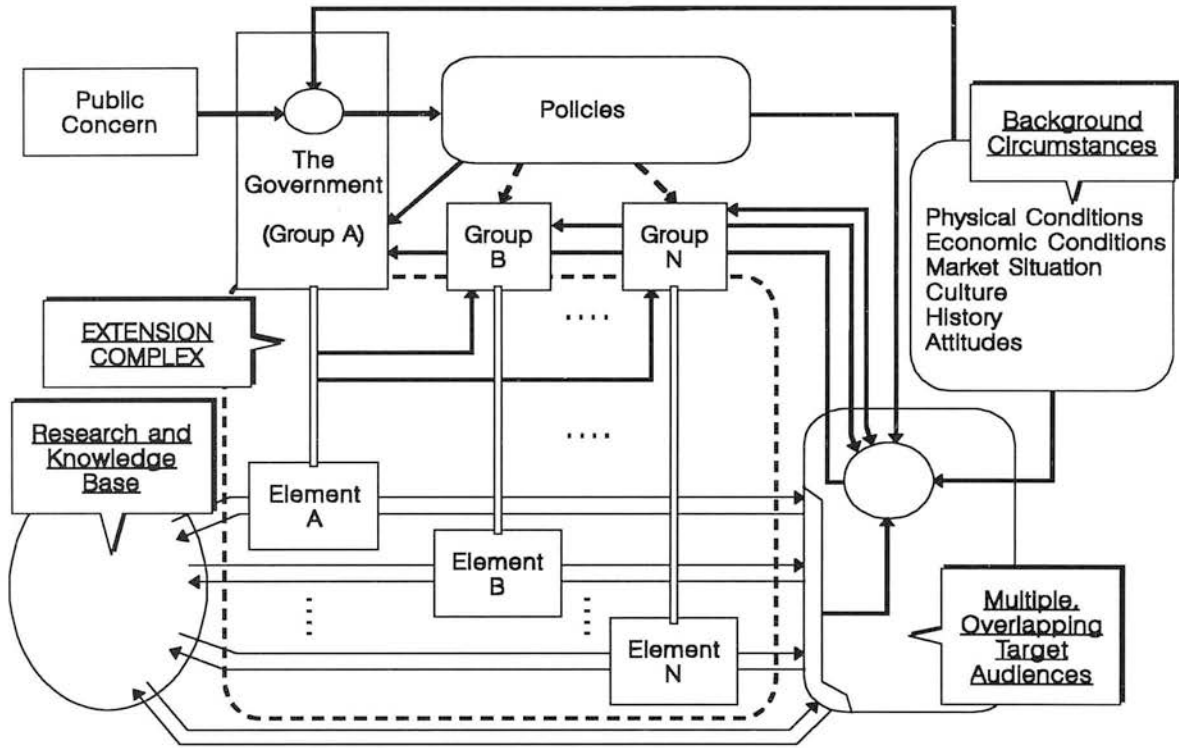 Public
Concern
The
Government
(Group A)
Policies
Background
Circumstances
Physical Conditions
Economic Conditions
Market Situation
Culture
History
Attitudes
Group
B
Group
N
EXTENSION
COMPLEX
Research and
Knowledge
Base
Element
A
Element
B
Element
N
Multiple,
Overlapping
Target
Audiences